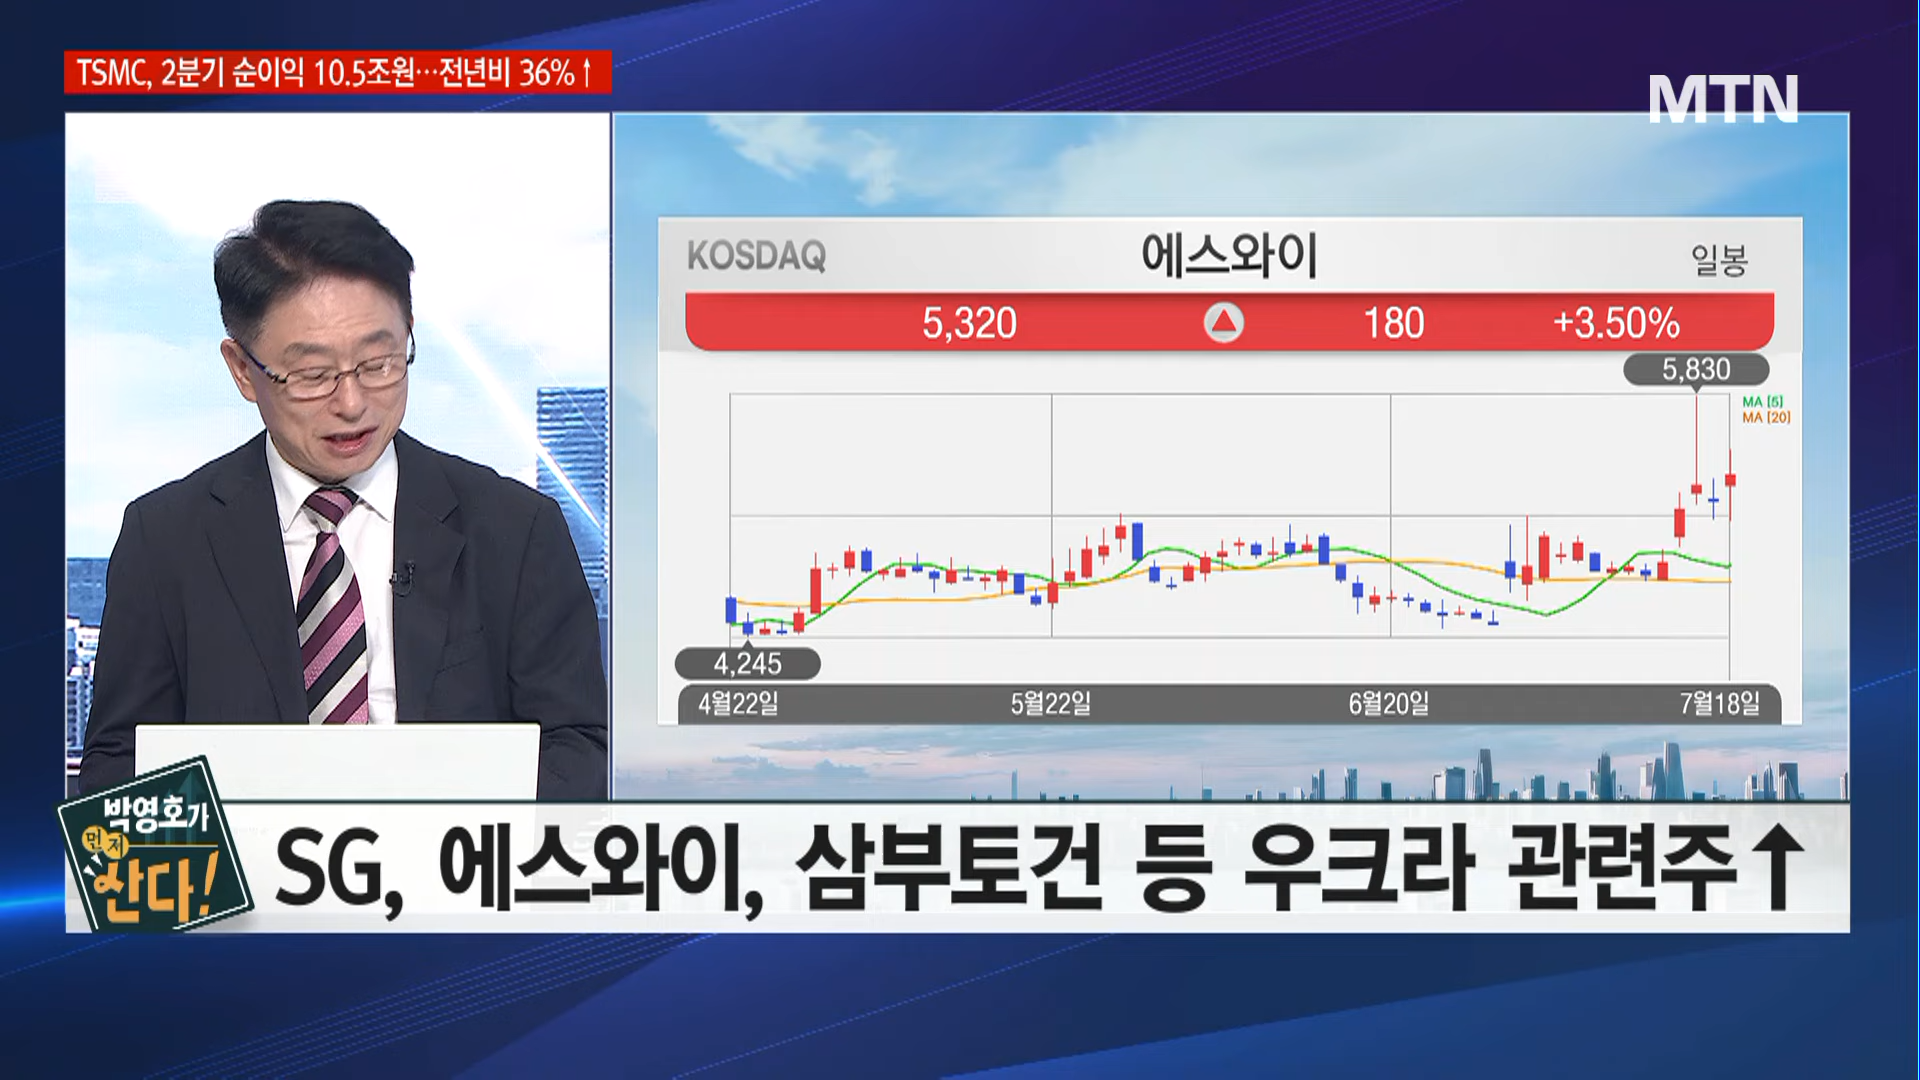 TSMC, 2분기 순이익 10.5조원…전년비 36%↑
MTN
KOSDAQ
에스와이
일봉
5,320 ▲ 180 +3.50%
5,830
MA [5]
MA [20]
4,245
4월22일 5월22일 6월20일 7월18일
박영호가
먼저
산다!
SG, 에스와이, 삼부토건 등 우크라 관련주↑